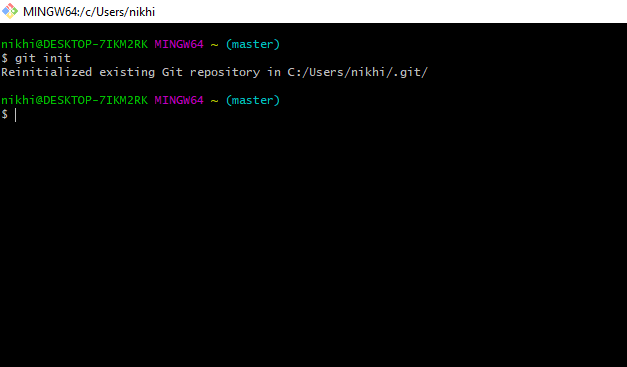 MINGW64:/c/Users/nikhi
nikhi@DESKTOP-7IKM2RK MINGW64 ~ (master)
$ git init
Reinitialized existing Git repository in C:/Users/nikhi/.git/
nikhi@DESKTOP-7IKM2RK MINGW64 ~ (master)
$